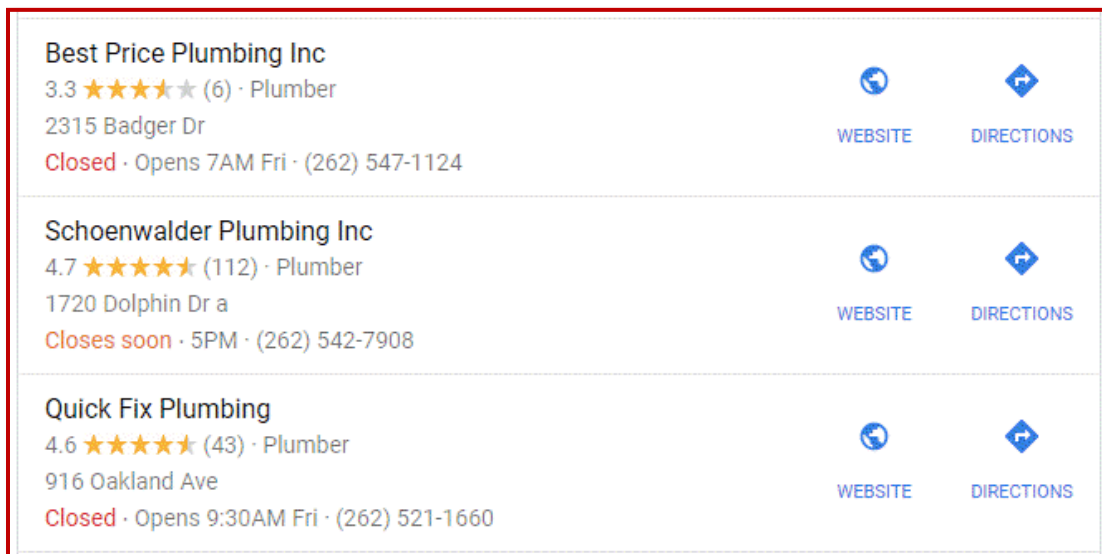 Best Price Plumbing Inc
3.3 ★★★★★ (6) · Plumber
2315 Badger Dr
Closed · Opens 7AM Fri · (262) 547-1124
WEBSITE
DIRECTIONS
Schoenwalder Plumbing Inc
4.7 ★★★★★ (112) · Plumber
1720 Dolphin Dr a
Closes soon · 5PM · (262) 542-7908
WEBSITE
DIRECTIONS
Quick Fix Plumbing
4.6 ★★★★★ (43) · Plumber
916 Oakland Ave
Closed · Opens 9:30AM Fri · (262) 521-1660
WEBSITE
DIRECTIONS